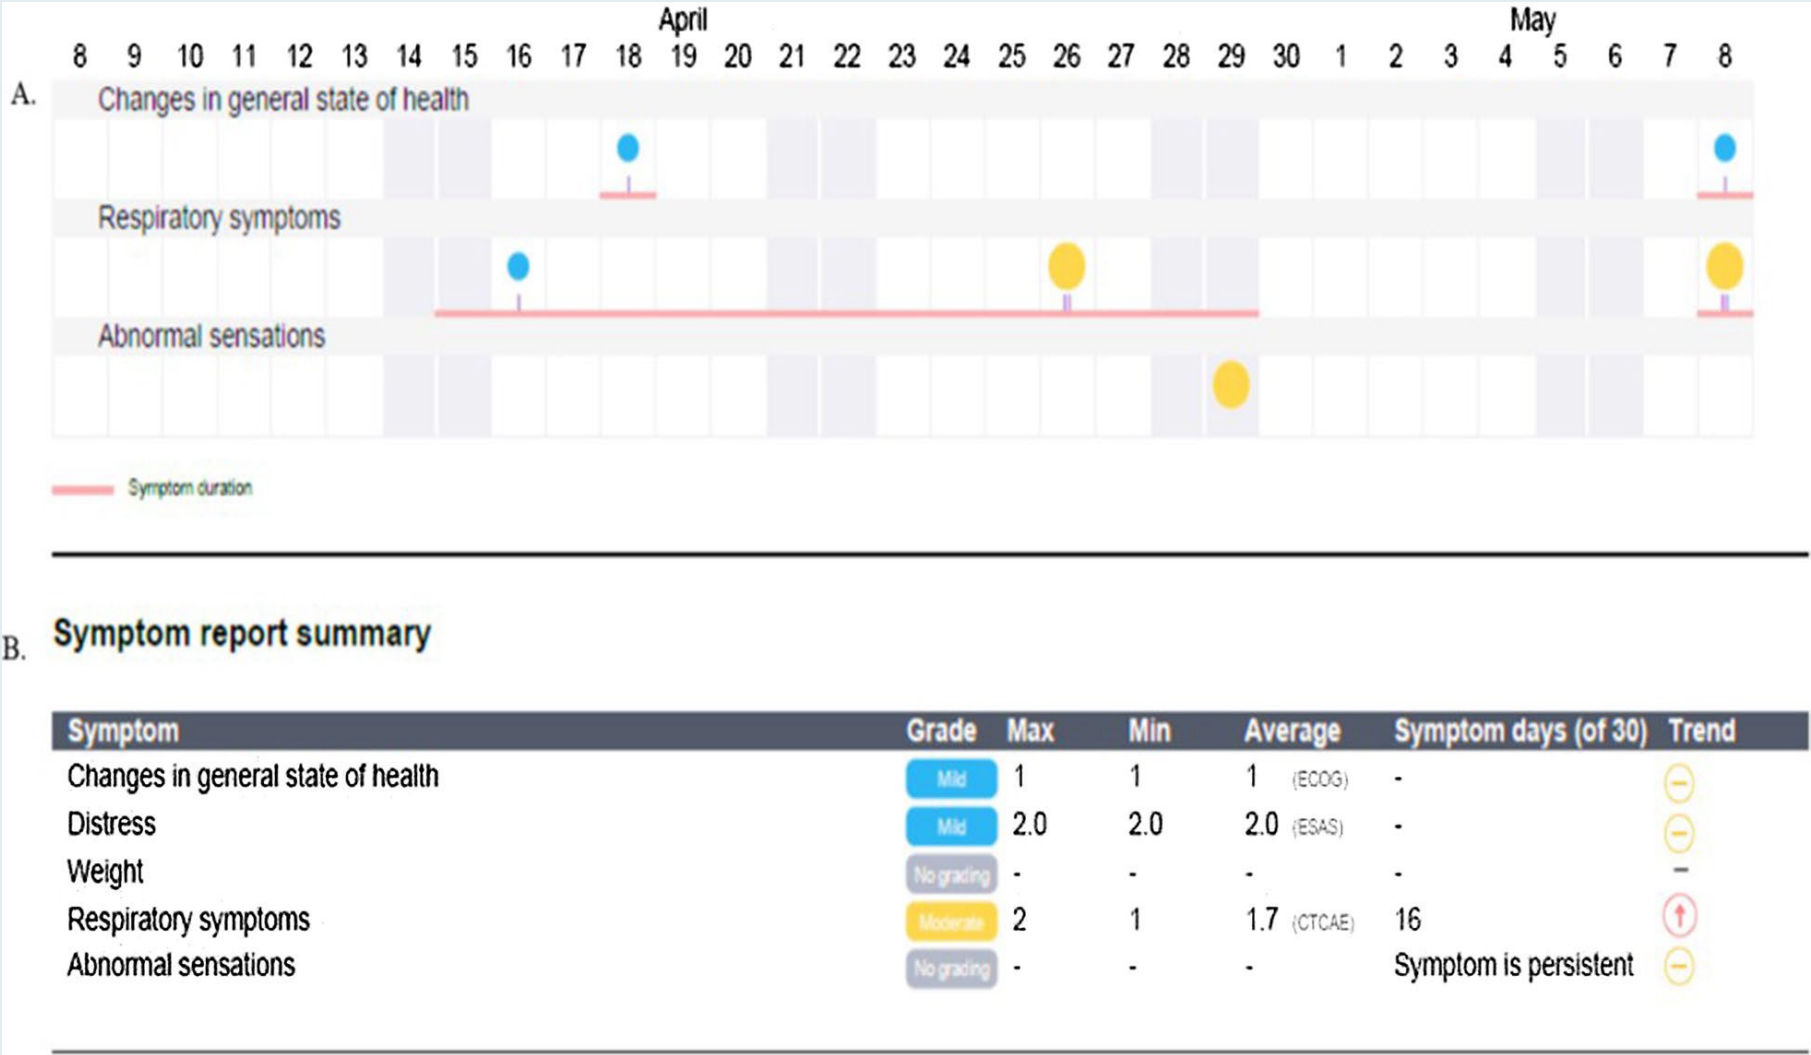 April May
8 9 10 11 12 13 14 15 16 17 18 19 20 21 22 23 24 25 26 27 28 29 30 1 2 3 4 5 6 7 8
A.
Changes in general state of health
Respiratory symptoms
Abnormal sensations
Symptom duration
B.
Symptom report summary
Symptom Grade Max Min Average Symptom days (of 30) Trend
Changes in general state of health Mild 1 1 1 (ECOG) -
Distress Mild 2.0 2.0 2.0 (ESAS) -
Weight No grading - - - - -
Respiratory symptoms Moderate 2 1 1.7 (CTCAE) 16
Abnormal sensations No grading - - - Symptom is persistent